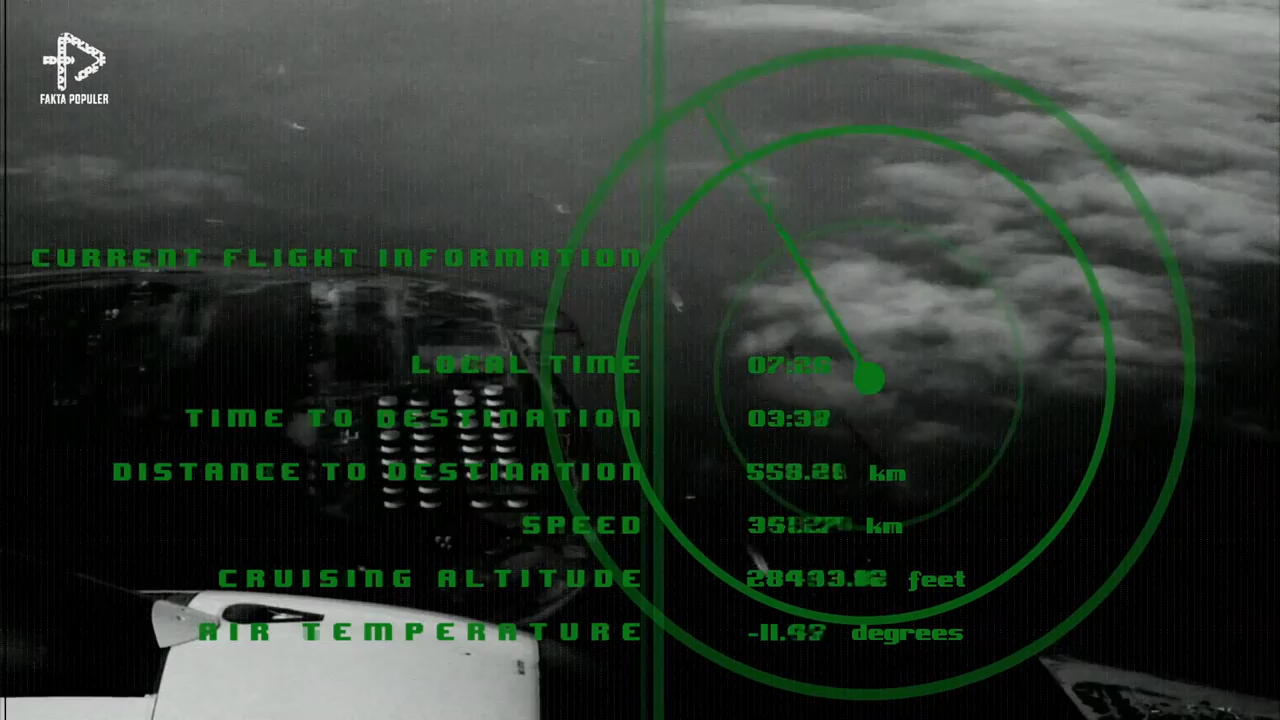 FAKTA POPULER
CURRENT FLIGHT INFORMATION
LOCAL TIME
TIME TO DESTINATION
DISTANCE TO DESTINATION km
SPEED km
CRUISING ALTITUDE feet
AIR TEMPERATURE degrees